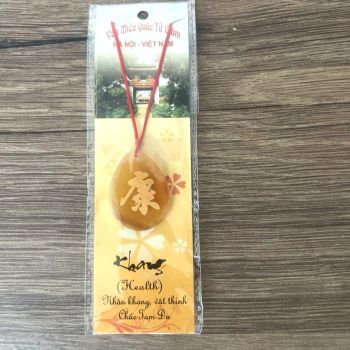 Văn Miếu Quốc Tử Giám
HÀ NỘI - VIỆT NAM
康
Khang
(Health)
Nhân khang, vật thịnh
Chúc Tam Đa